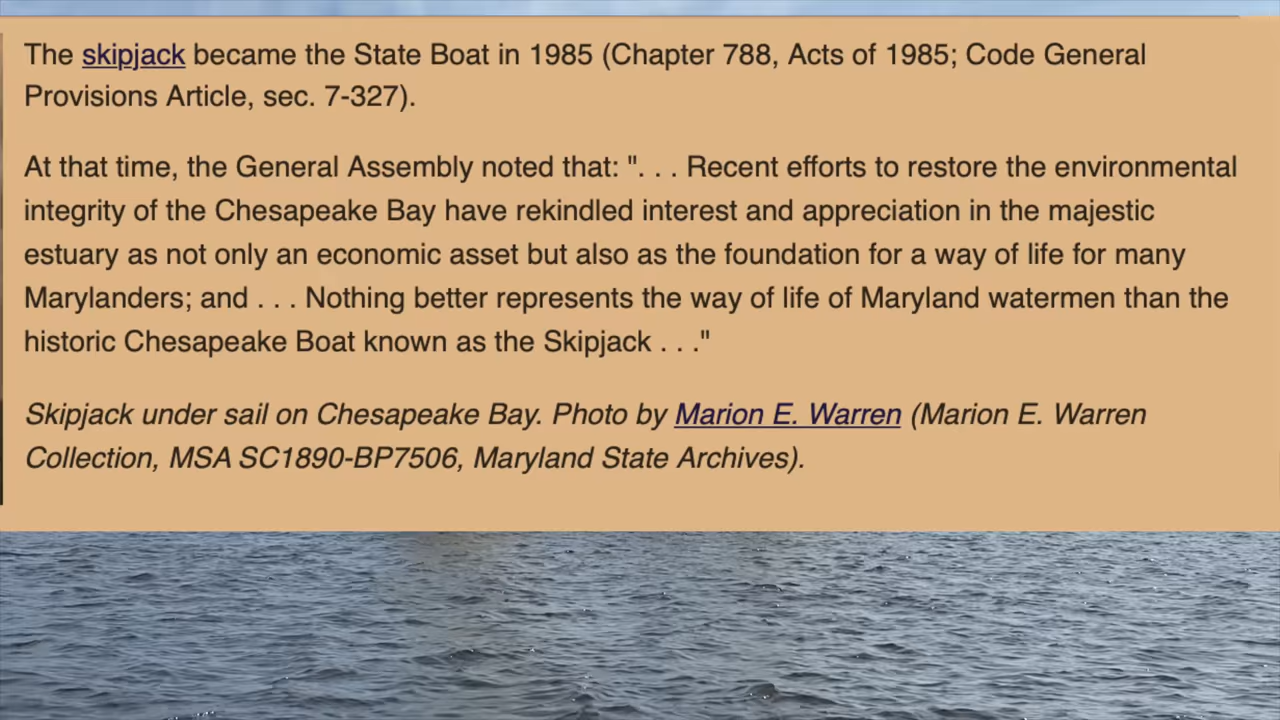 The skipjack became the State Boat in 1985 (Chapter 788, Acts of 1985; Code General
Provisions Article, sec. 7-327).
At that time, the General Assembly noted that: ". . . Recent efforts to restore the environmental
integrity of the Chesapeake Bay have rekindled interest and appreciation in the majestic
estuary as not only an economic asset but also as the foundation for a way of life for many
Marylanders; and . . . Nothing better represents the way of life of Maryland watermen than the
historic Chesapeake Boat known as the Skipjack . . ."
Skipjack under sail on Chesapeake Bay. Photo by Marion E. Warren (Marion E. Warren
Collection, MSA SC1890-BP7506, Maryland State Archives).